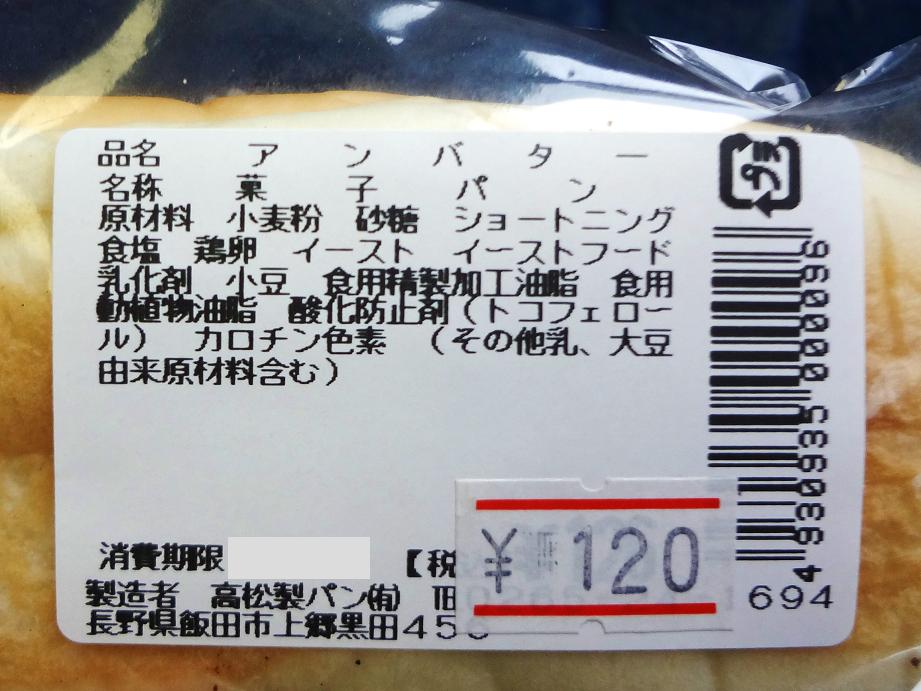 品名 アンバター
名称 菓子パン
原材料 小麦粉 砂糖 ショートニング
食塩 鶏卵 イースト イーストフード
乳化剤 小豆 食用精製加工油脂 食用
動植物油脂 酸化防止剤(トコフェロー
ル) カロチン色素 (その他乳、大豆
由来原材料含む)
消費期限 【税
¥120
製造者 高松製パン㈲ 694
長野県飯田市上郷黒田45
プラ
4930935000096